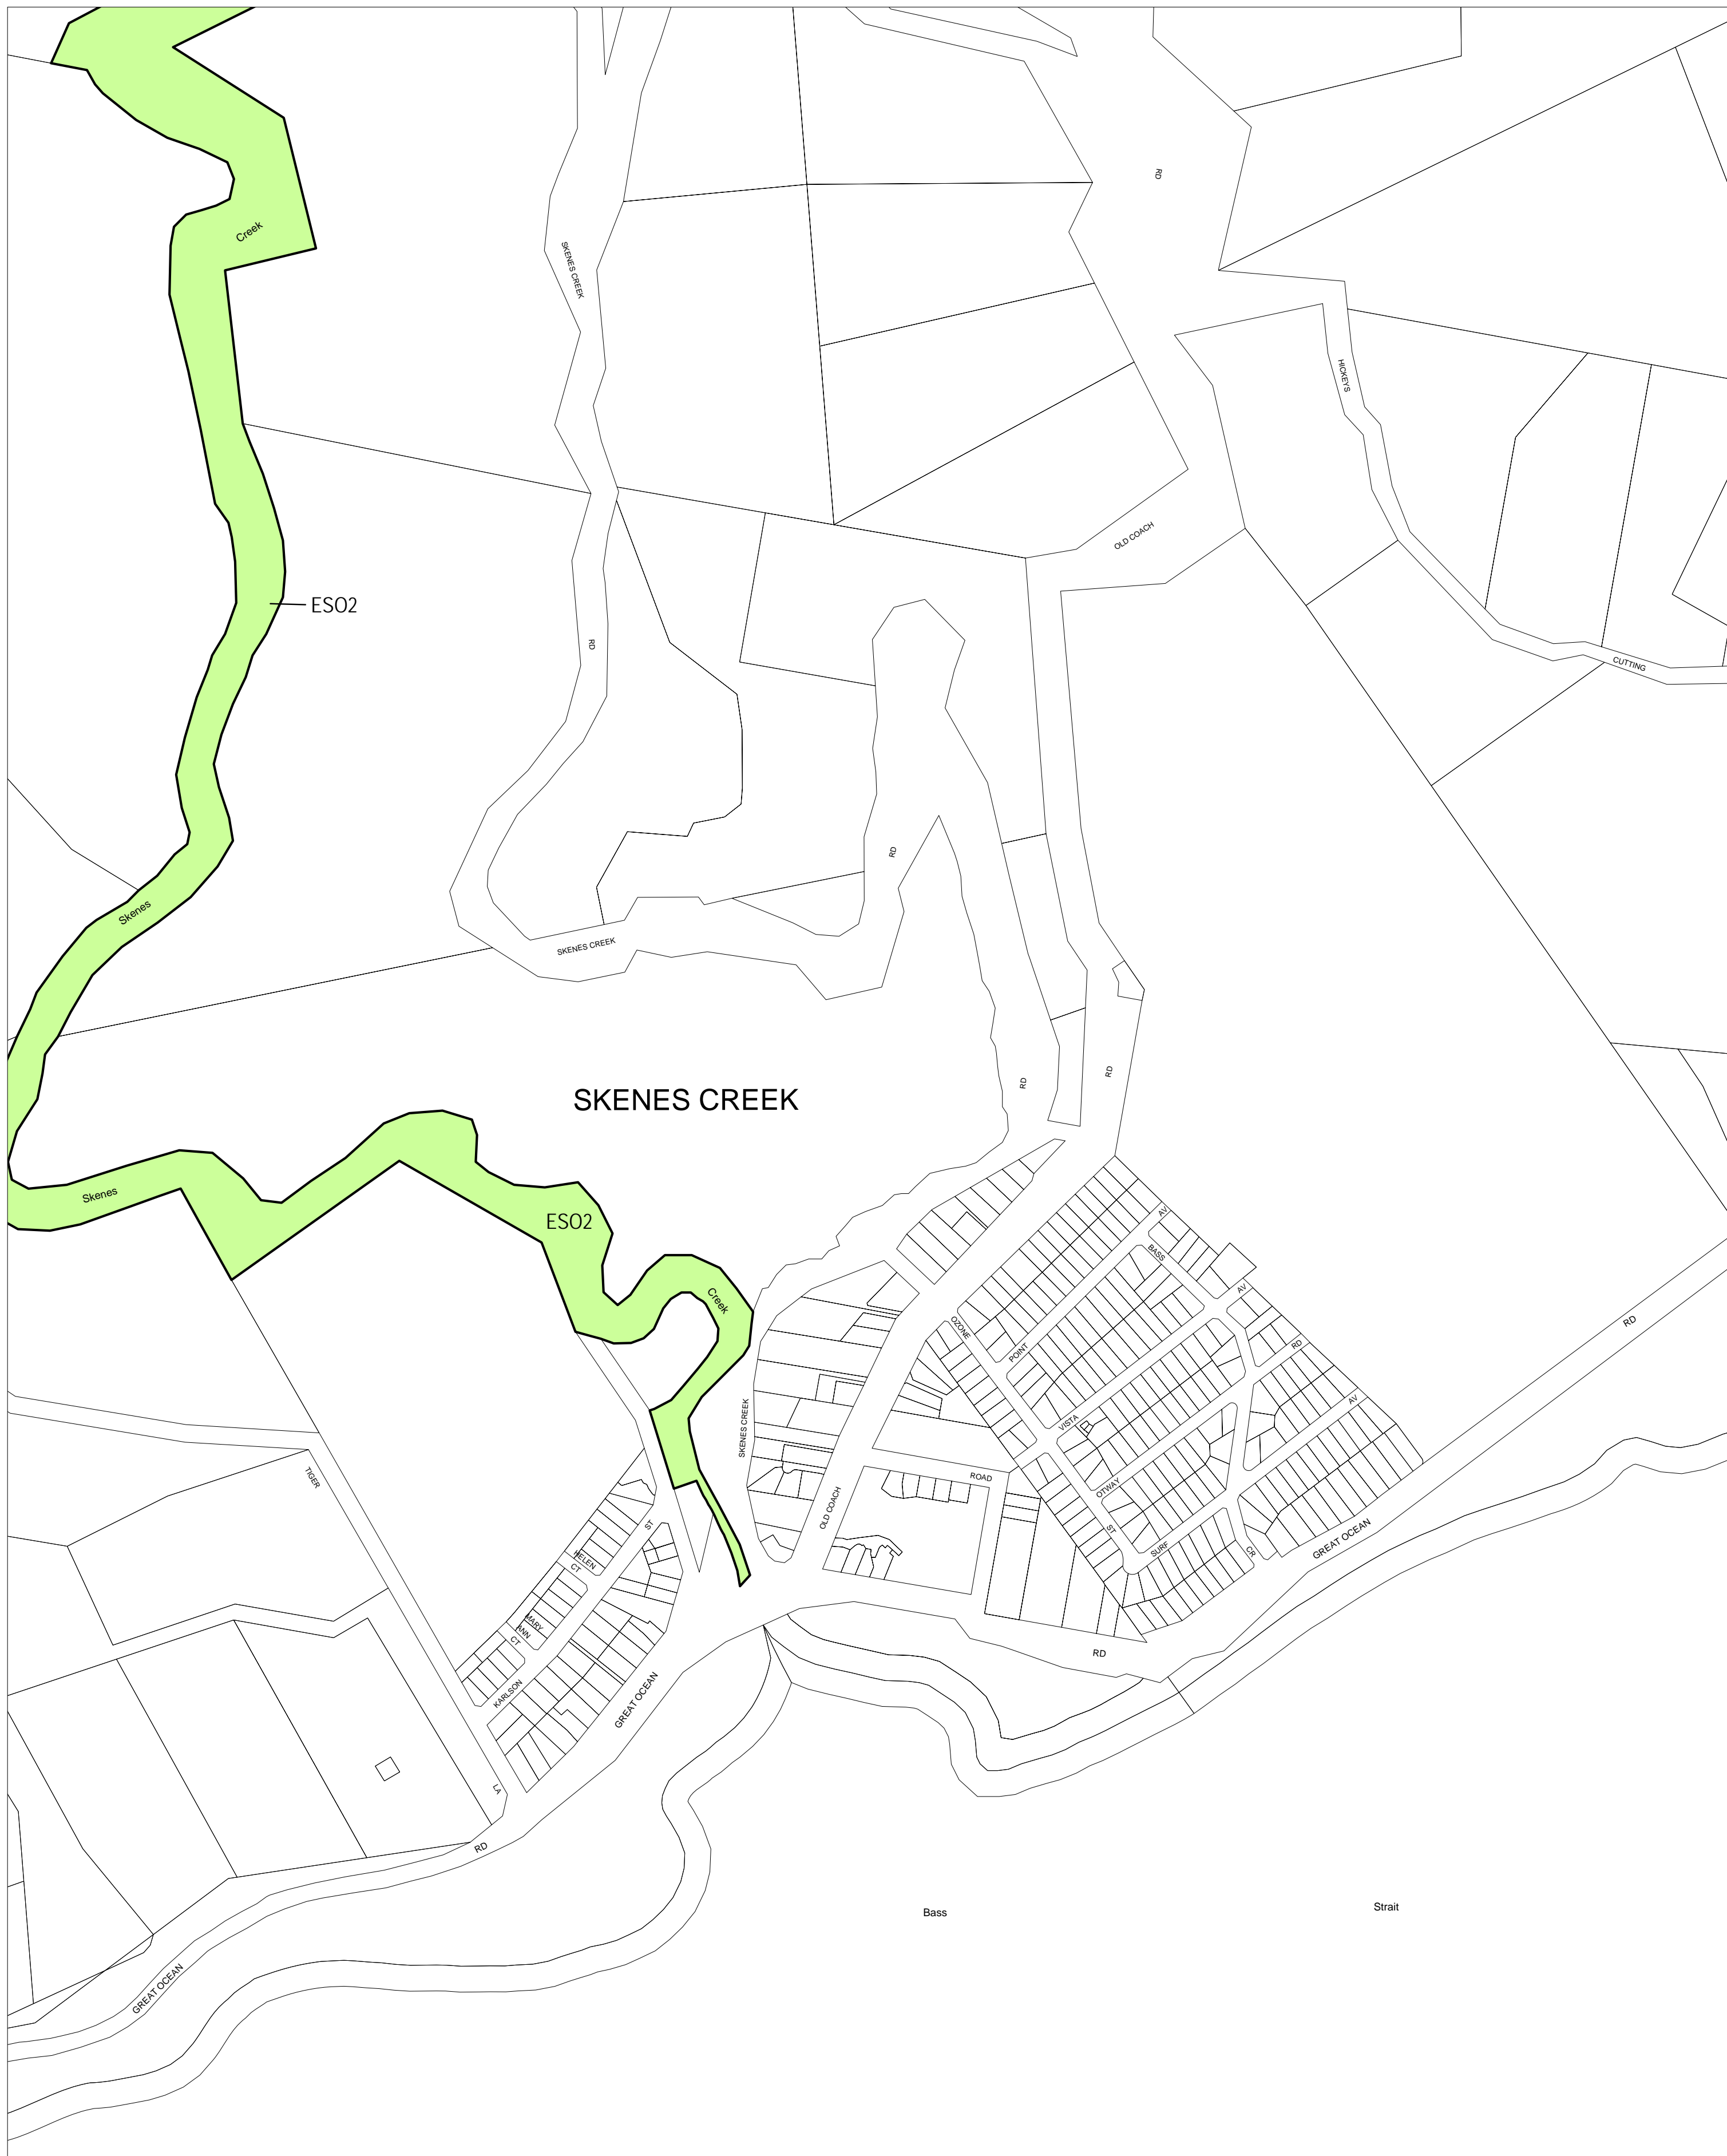 RD
Creek
SKENES CREEK
HICKEYS
OLD COACH
ESO2
RD
CUTTING
RD
Skenes
SKENES CREEK
RD
RD
SKENES CREEK
Skenes
ESO2
AV
BASS
Creek
AV
OZONE
RD
POINT
RD
AV
SKENES CREEK
VISTA
TIGER
ROAD
OTWAY
OLD COACH
ST
ST
SURF
CR
GREAT OCEAN
HELEN
CT
MARY
ANN
CT
RD
KARLSON
GREAT OCEAN
LA
RD
Bass
Strait
GREAT OCEAN